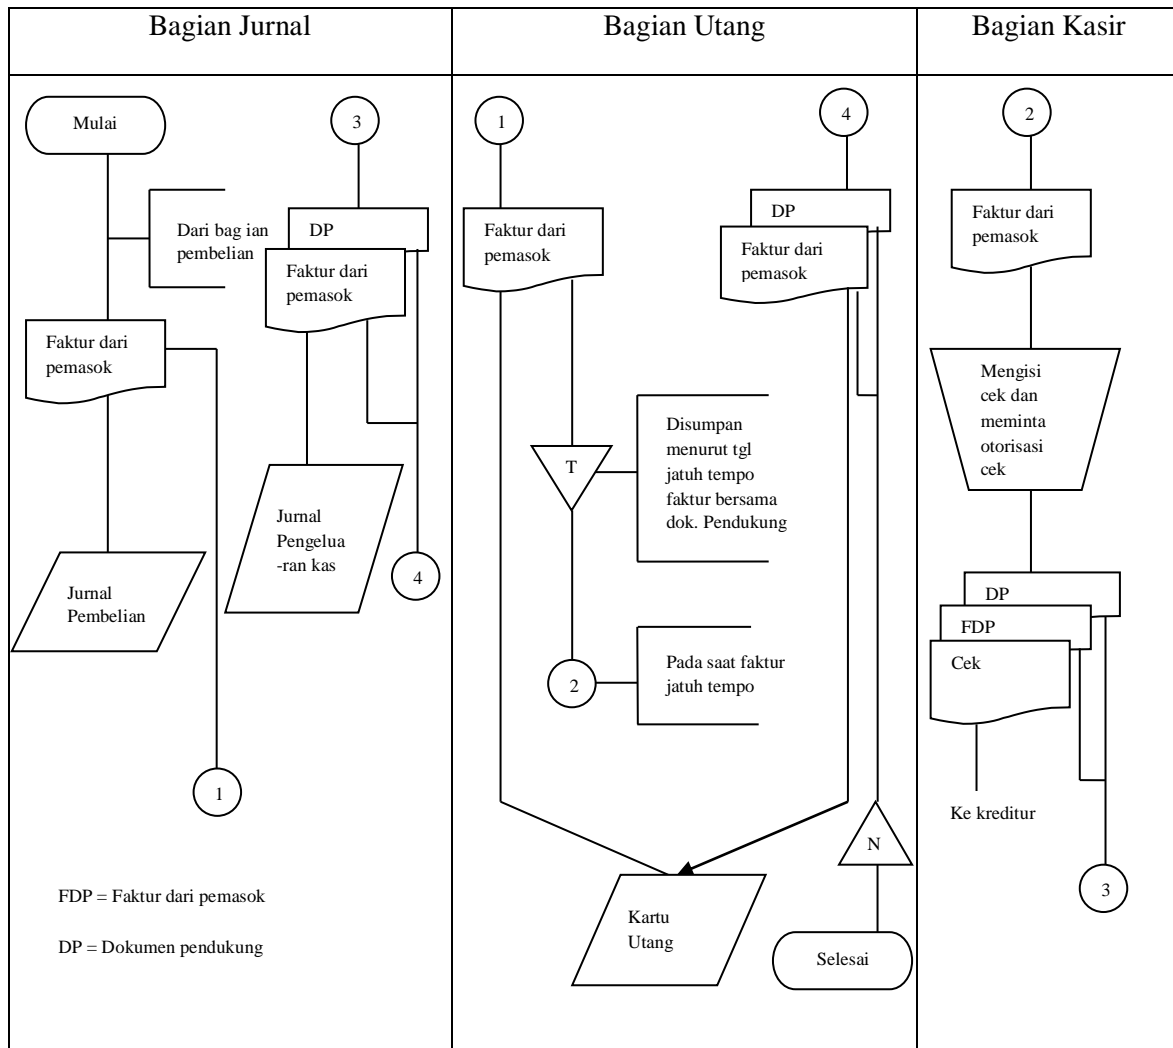 Bagian Jurnal
Bagian Utang
Bagian Kasir
Mulai
Dari bag ian
pembelian
Faktur dari
pemasok
Jurnal
Pembelian
1
3
DP
Faktur dari
pemasok
Jurnal
Pengelua
-ran kas
4
FDP = Faktur dari pemasok
DP = Dokumen pendukung
1
Faktur dari
pemasok
T
Disumpan
menurut tgl
jatuh tempo
faktur bersama
dok. Pendukung
2
Pada saat faktur
jatuh tempo
4
DP
Faktur dari
pemasok
N
Kartu
Utang
Selesai
2
Faktur dari
pemasok
Mengisi
cek dan
meminta
otorisasi
cek
DP
FDP
Cek
Ke kreditur
3